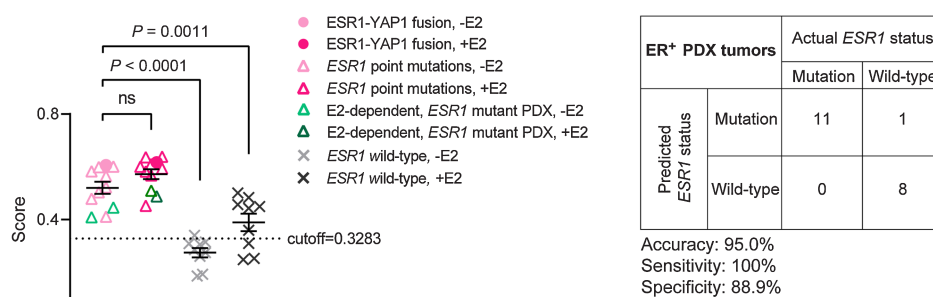 P = 0.0011
P < 0.0001
ns
0.8
0.4
Score
cutoff=0.3283
ESR1-YAP1 fusion, -E2
ESR1-YAP1 fusion, +E2
ESR1 point mutations, -E2
ESR1 point mutations, +E2
E2-dependent, ESR1 mutant PDX, -E2
E2-dependent, ESR1 mutant PDX, +E2
ESR1 wild-type, -E2
ESR1 wild-type, +E2
ER+ PDX tumors
Actual ESR1 status
Mutation Wild-type
Predicted
ESR1 status
Mutation 11 1
Wild-type 0 8
Accuracy: 95.0%
Sensitivity: 100%
Specificity: 88.9%